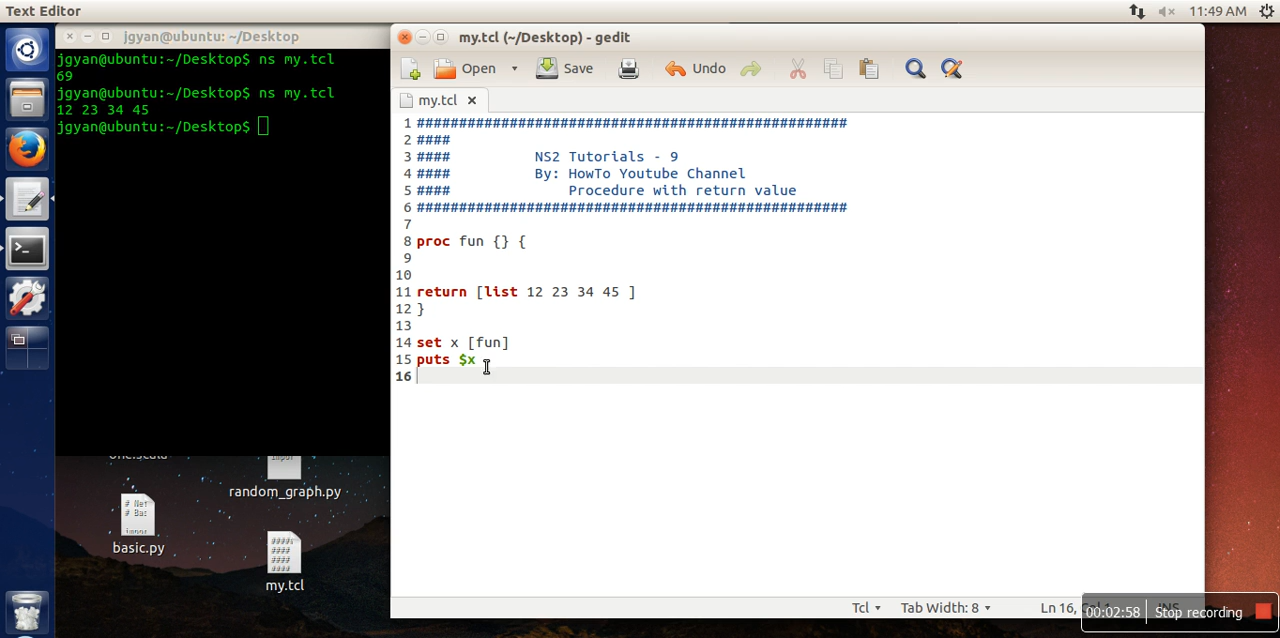 Text Editor
11:49 AM
jgyan@ubuntu: ~/Desktop
jgyan@ubuntu:~/Desktop$ ns my.tcl
69
jgyan@ubuntu:~/Desktop$ ns my.tcl
12 23 34 45
jgyan@ubuntu:~/Desktop$
my.tcl (~/Desktop) - gedit
Open Save Undo
my.tcl
1 ###################################################
2 ####
3 #### NS2 Tutorials - 9
4 #### By: HowTo Youtube Channel
5 #### Procedure with return value
6 ###################################################
7
8 proc fun {} {
9
10
11 return [list 12 23 34 45 ]
12 }
13
14 set x [fun]
15 puts $x
16
random_graph.py
basic.py
my.tcl
Tcl Tab Width: 8 Ln 16,
00:02:58 Stop recording